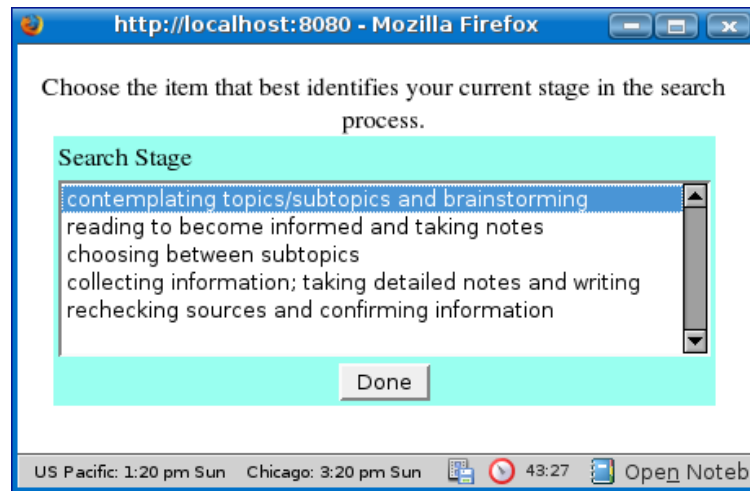 http://localhost:8080 - Mozilla Firefox
Choose the item that best identifies your current stage in the search
process.
Search Stage
contemplating topics/subtopics and brainstorming
reading to become informed and taking notes
choosing between subtopics
collecting information; taking detailed notes and writing
rechecking sources and confirming information
Done
US Pacific: 1:20 pm Sun Chicago: 3:20 pm Sun 43:27 Open Noteb